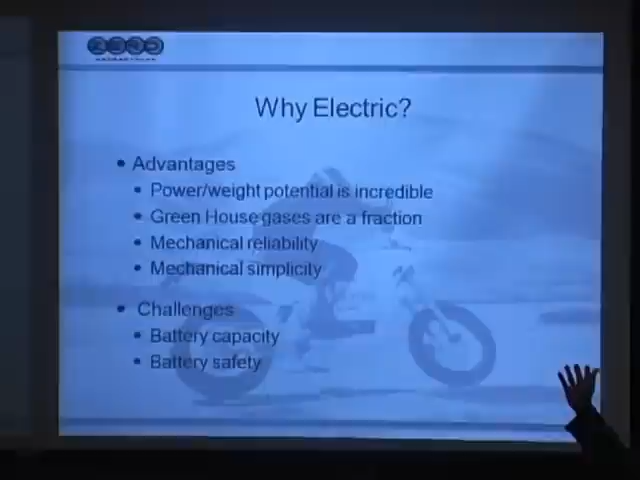 ZERO
Why Electric?
• Advantages
• Power/weight potential is incredible
• Green House gases are a fraction
• Mechanical reliability
• Mechanical simplicity
• Challenges
• Battery capacity
• Battery safety